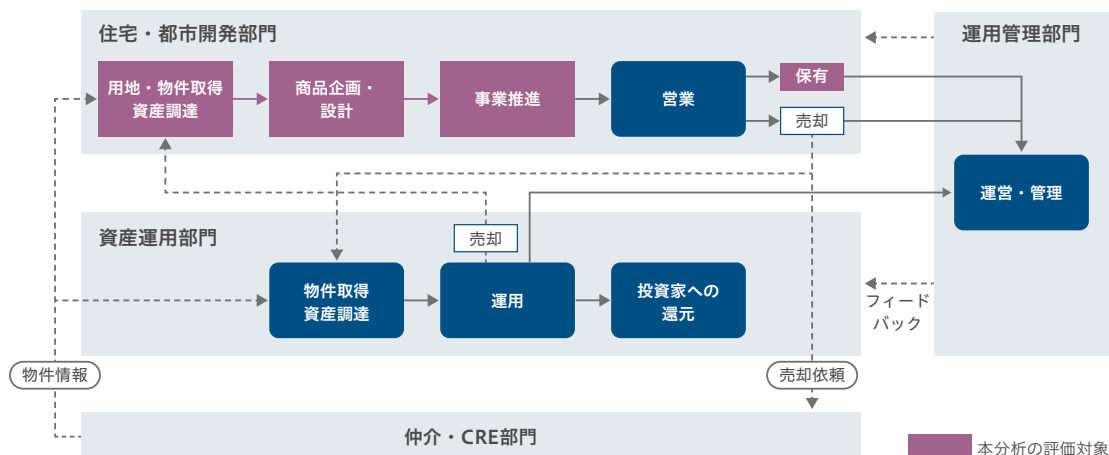 住宅・都市開発部門
運用管理部門
用地・物件取得
資産調達
商品企画・
設計
事業推進
営業
保有
売却
運営・管理
資産運用部門
売却
物件取得
資産調達
運用
投資家への
還元
フィード
バック
物件情報
売却依頼
仲介・CRE部門
本分析の評価対象